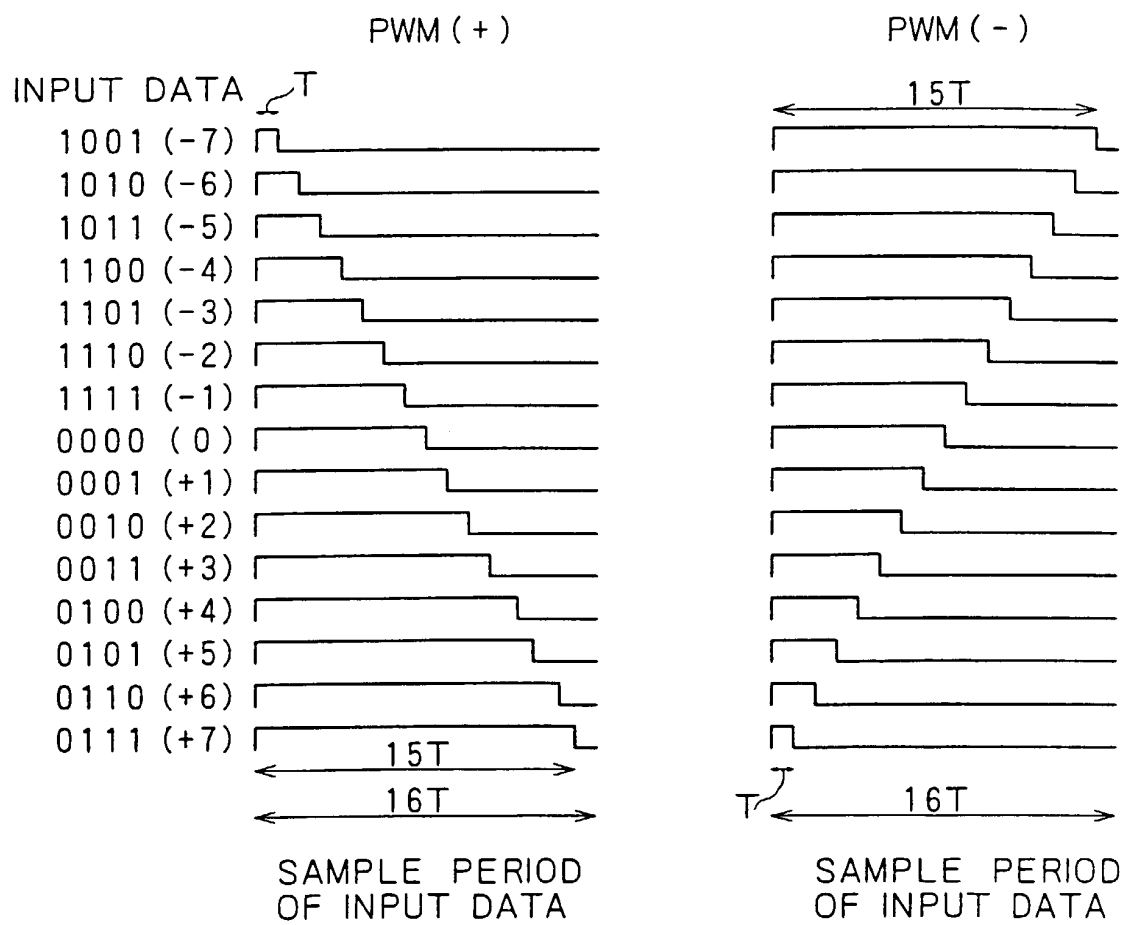 PWM ( + )
PWM ( - )
INPUT DATA
T
15T
1001 (-7)
1010 (-6)
1011 (-5)
1100 (-4)
1101 (-3)
1110 (-2)
1111 (-1)
0000 (0)
0001 (+1)
0010 (+2)
0011 (+3)
0100 (+4)
0101 (+5)
0110 (+6)
0111 (+7)
15T
16T
T
16T
SAMPLE PERIOD
OF INPUT DATA
SAMPLE PERIOD
OF INPUT DATA